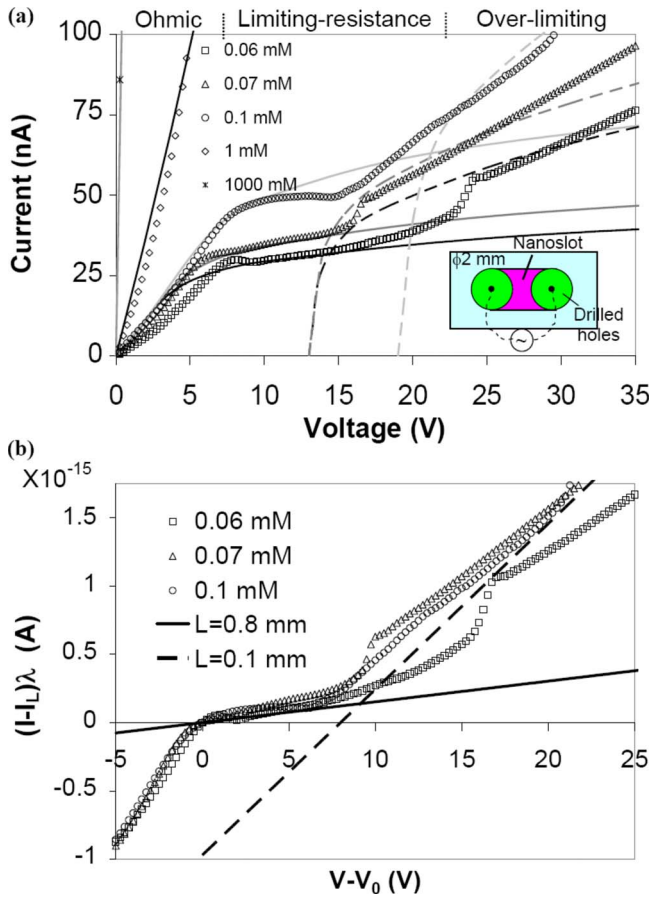 (a)
Ohmic Limiting-resistance Over-limiting
100
75
50
25
0
Current (nA)
0.06 mM
0.07 mM
0.1 mM
1 mM
1000 mM
ϕ2 mm
Nanoslot
Drilled holes
~
0 5 10 15 20 25 30 35
Voltage (V)
(b)
X10⁻¹⁵
1.5
1
0.5
0
-0.5
-1
(I-I_L)λ (A)
0.06 mM
0.07 mM
0.1 mM
L=0.8 mm
L=0.1 mm
-5 0 5 10 15 20 25
V-V₀ (V)